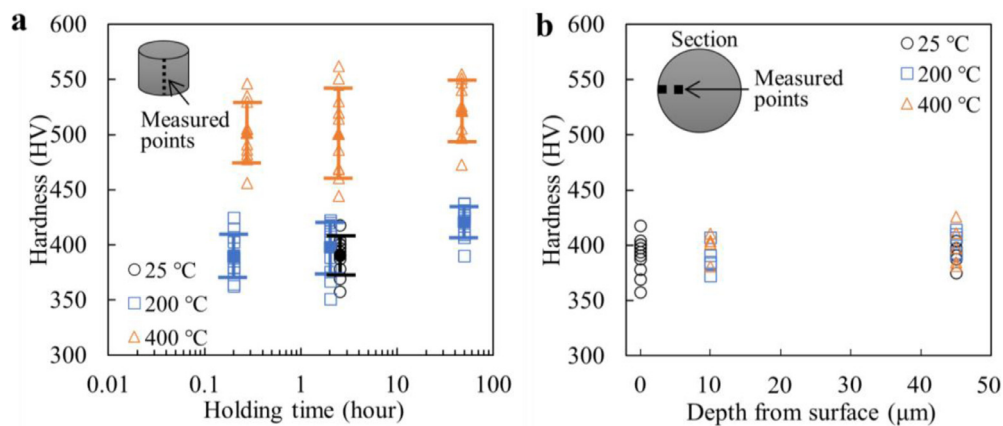 a
600
550
500
450
400
350
300
Hardness (HV)
Measured
points
25 °C
200 °C
400 °C
0.01
0.1
1
10
100
Holding time (hour)
b
600
550
500
450
400
350
300
Hardness (HV)
Section
Measured
points
25 °C
200 °C
400 °C
0
10
20
30
40
50
Depth from surface (μm)